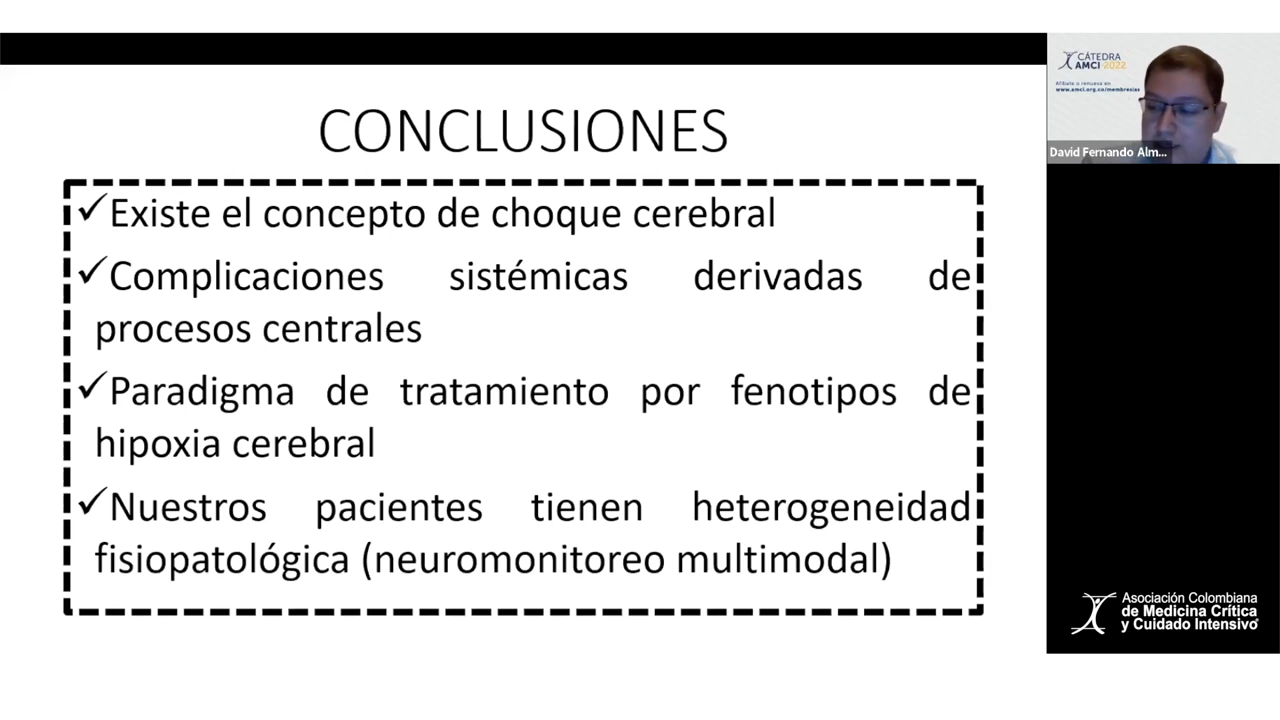 CONCLUSIONES
✓Existe el concepto de choque cerebral
✓Complicaciones sistémicas derivadas de
procesos centrales
✓Paradigma de tratamiento por fenotipos de
hipoxia cerebral
✓Nuestros pacientes tienen heterogeneidad
fisiopatológica (neuromonitoreo multimodal)
CÁTEDRA
AMCI 2022
Afíliate o renueva en
www.amci.org.co/membrecias
David Fernando Alm...
Asociación Colombiana
de Medicina Crítica
y Cuidado Intensivo